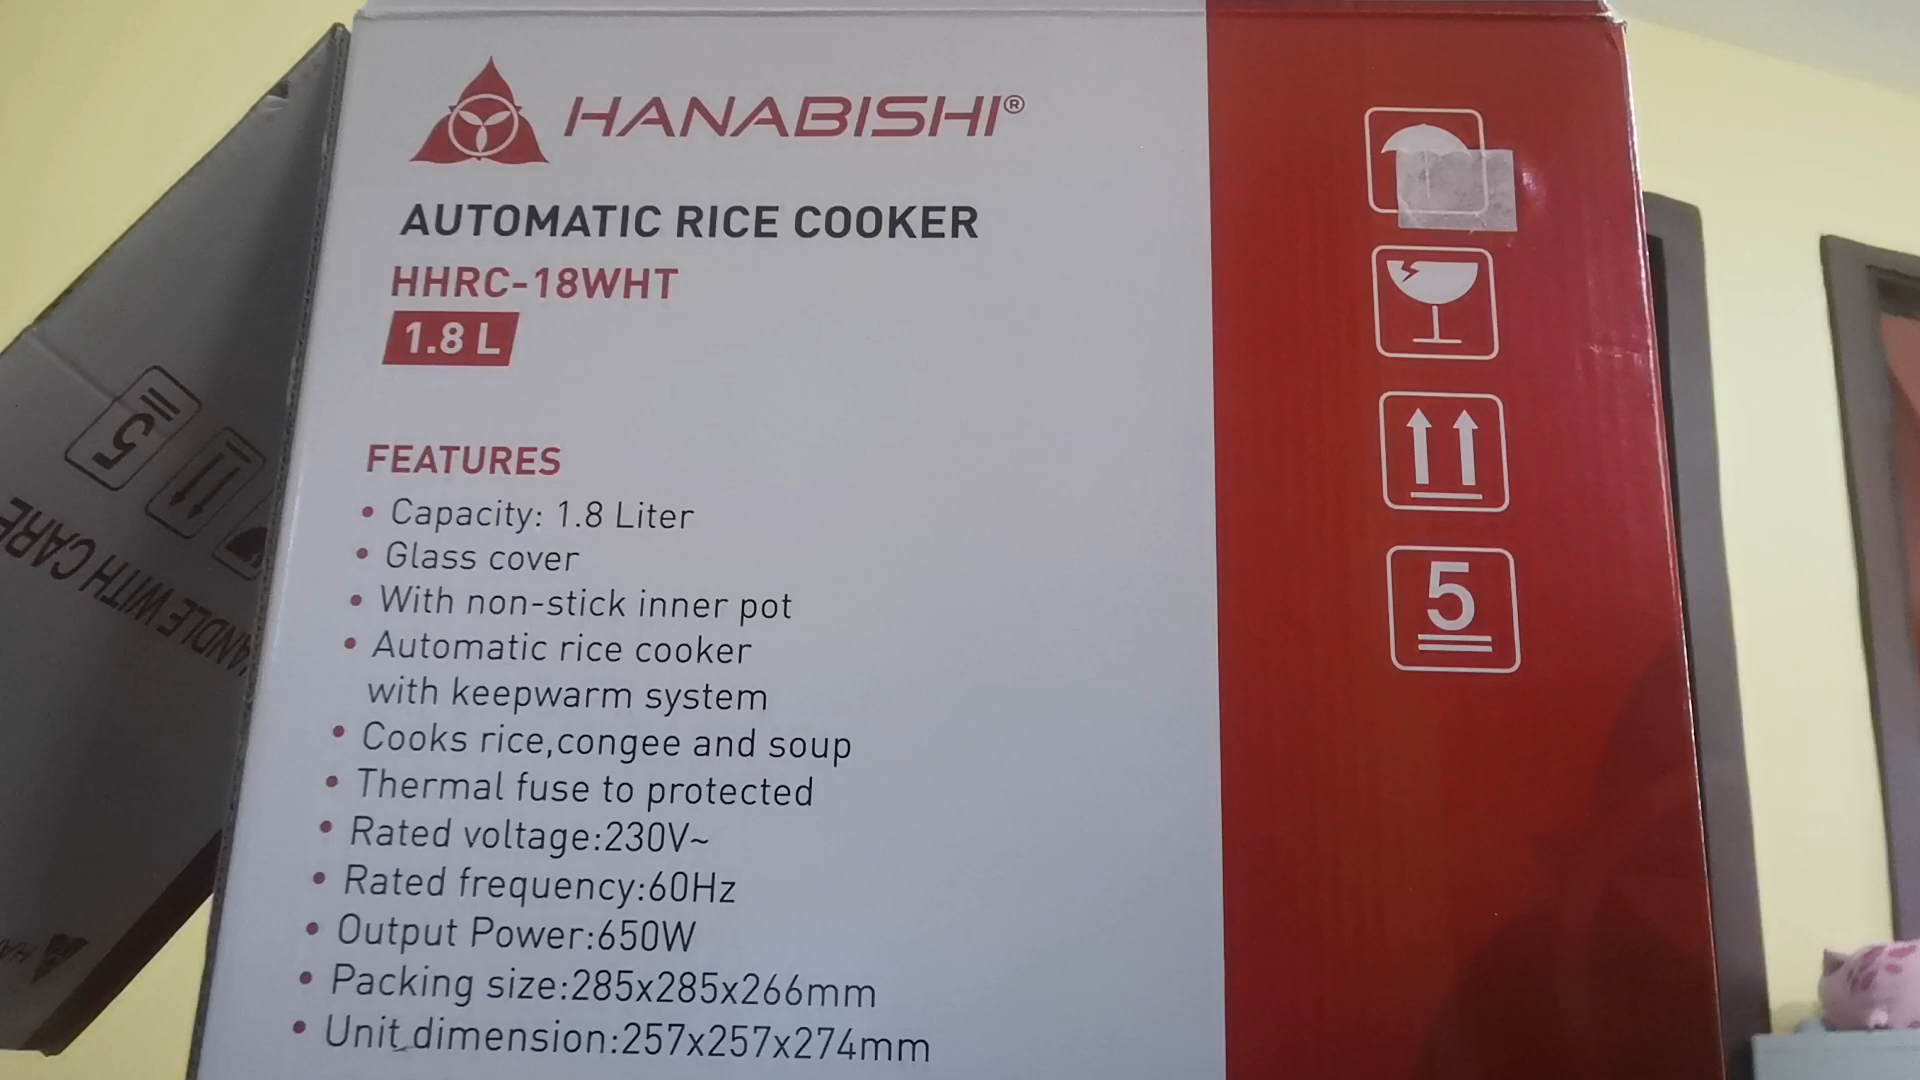 HANABISHI®
AUTOMATIC RICE COOKER
HHRC-18WHT
1.8 L
FEATURES
• Capacity: 1.8 Liter
• Glass cover
• With non-stick inner pot
• Automatic rice cooker
with keepwarm system
• Cooks rice,congee and soup
• Thermal fuse to protected
• Rated voltage:230V~
• Rated frequency:60Hz
• Output Power:650W
• Packing size:285x285x266mm
• Unit dimension:257x257x274mm
5
5
WITH CARE